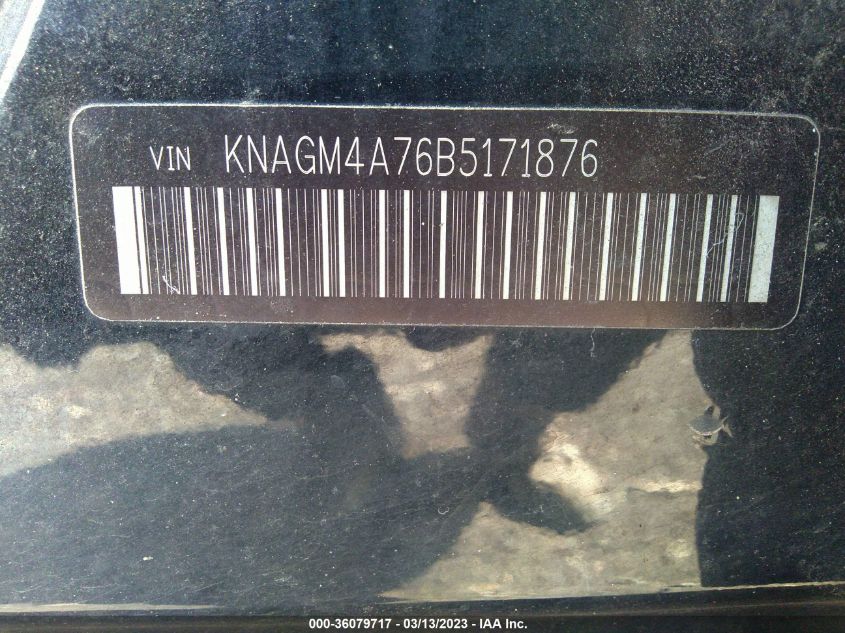 VIN KNAGM4A76B5171876
000-36079717 - 03/13/2023 - IAA Inc.